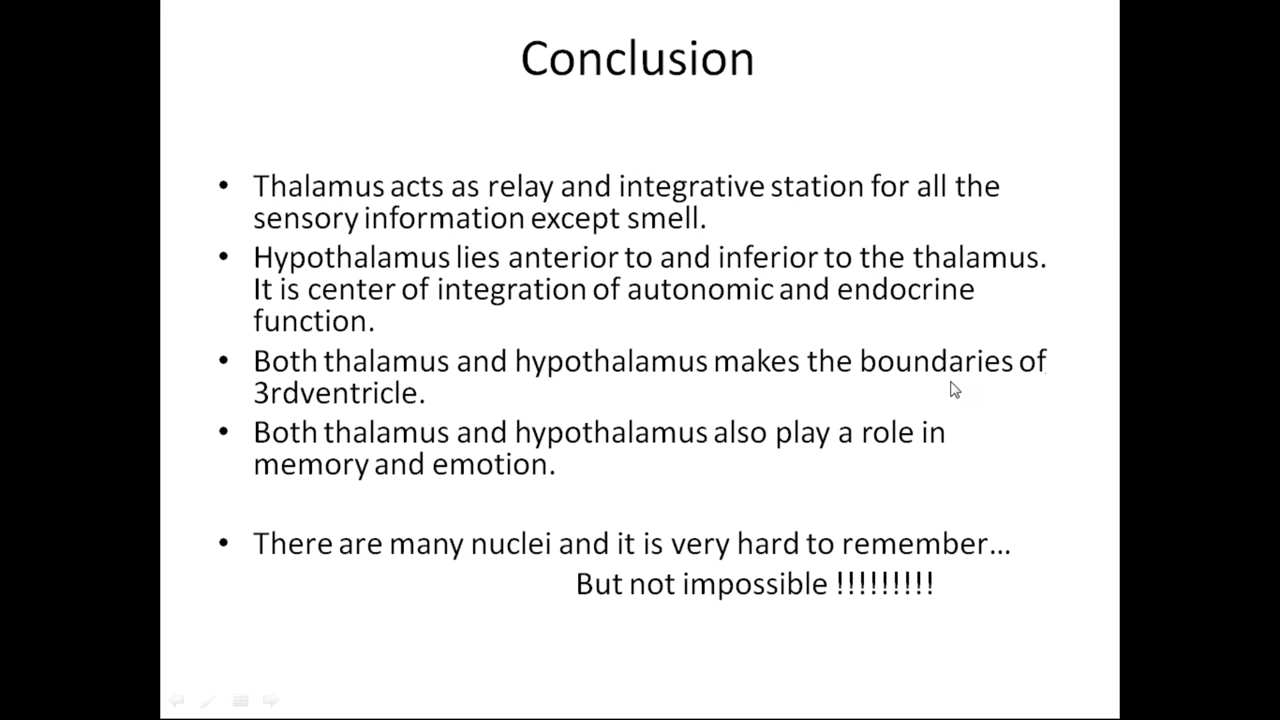 Conclusion
• Thalamus acts as relay and integrative station for all the
sensory information except smell.
• Hypothalamus lies anterior to and inferior to the thalamus.
It is center of integration of autonomic and endocrine
function.
• Both thalamus and hypothalamus makes the boundaries of
3rdventricle.
• Both thalamus and hypothalamus also play a role in
memory and emotion.
• There are many nuclei and it is very hard to remember...
But not impossible !!!!!!!!!